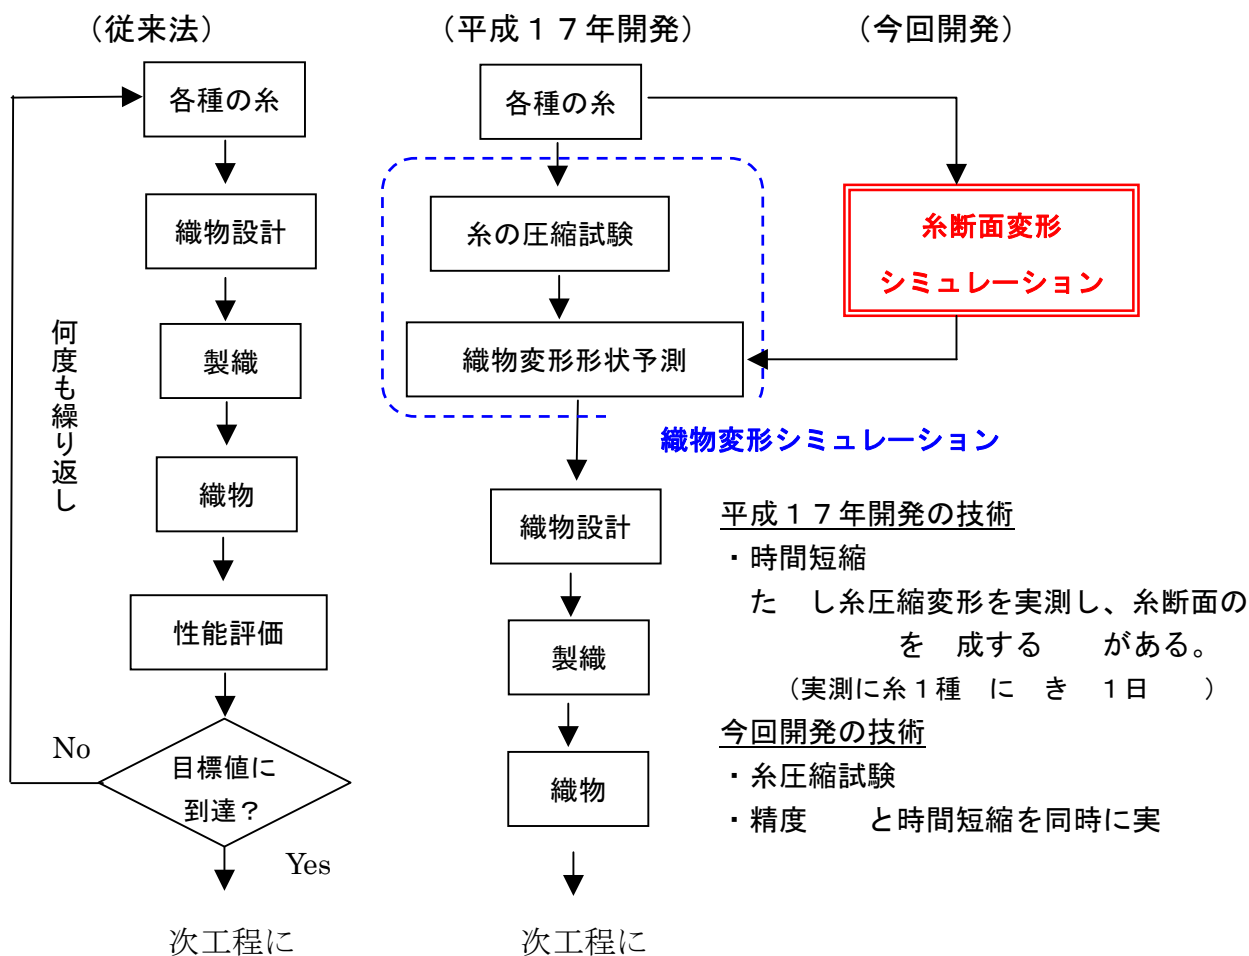 （従来法）
各種の糸
織物設計
製織
織物
性能評価
目標値に
到達？
No
Yes
何度も繰り返し
次工程に
（平成１７年開発）
各種の糸
糸の圧縮試験
織物変形形状予測
織物変形シミュレーション
織物設計
製織
織物
次工程に
（今回開発）
糸断面変形
シミュレーション
平成１７年開発の技術
・時間短縮
た　し糸圧縮変形を実測し、糸断面の
を　成する　　がある。
（実測に糸１種　に　き　１日　　）
今回開発の技術
・糸圧縮試験
・精度　　と時間短縮を同時に実